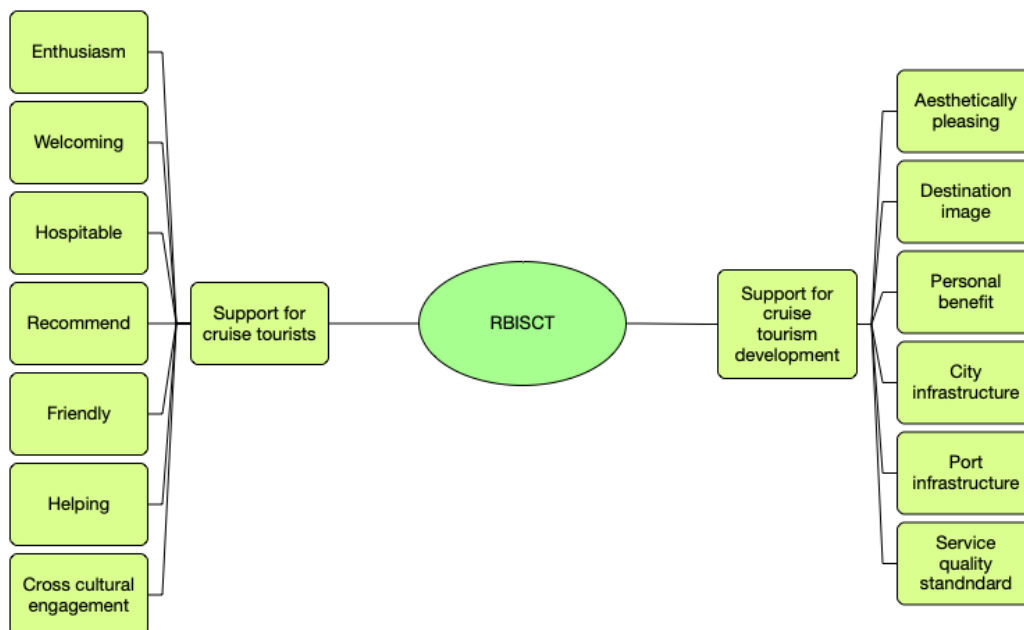 Enthusiasm
Welcoming
Hospitable
Recommend
Friendly
Helping
Cross cultural
engagement
Support for
cruise tourists
RBISCT
Support for
cruise
tourism
development
Aesthetically
pleasing
Destination
image
Personal
benefit
City
infrastructure
Port
infrastructure
Service
quality
standndard